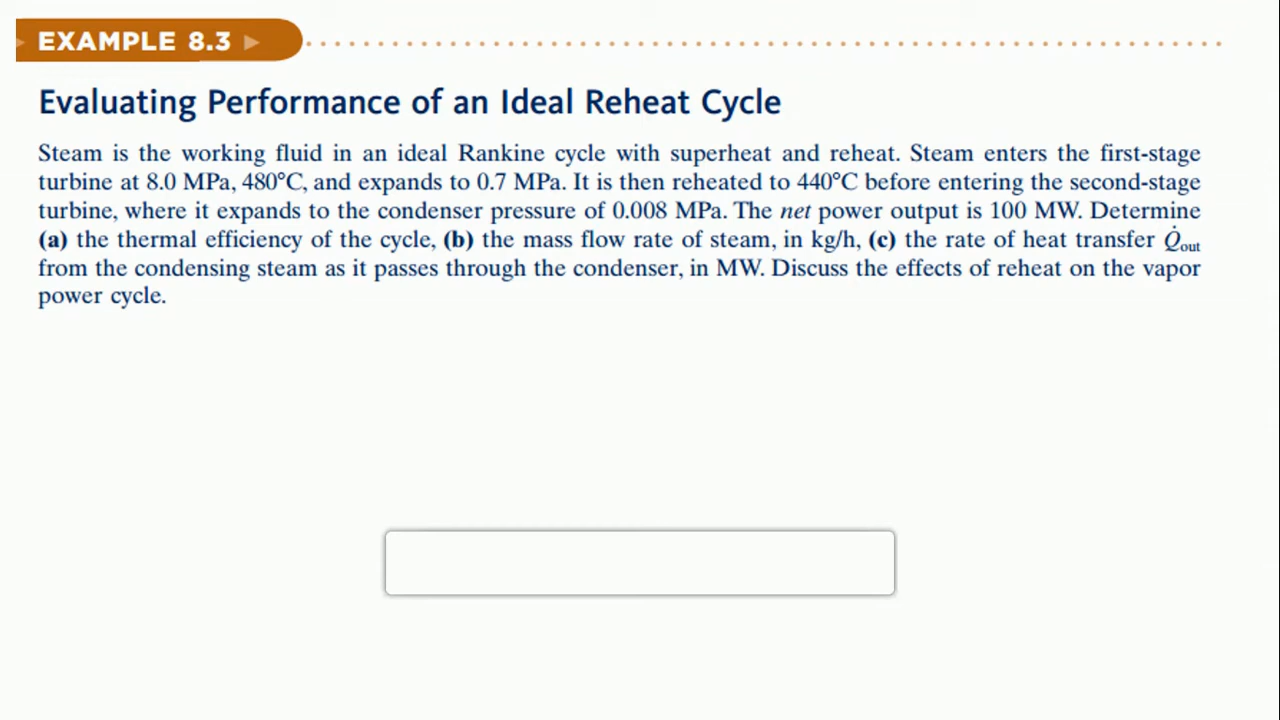 EXAMPLE 8.3
Evaluating Performance of an Ideal Reheat Cycle
Steam is the working fluid in an ideal Rankine cycle with superheat and reheat. Steam enters the first-stage
turbine at 8.0 MPa, 480°C, and expands to 0.7 MPa. It is then reheated to 440°C before entering the second-stage
turbine, where it expands to the condenser pressure of 0.008 MPa. The net power output is 100 MW. Determine
(a) the thermal efficiency of the cycle, (b) the mass flow rate of steam, in kg/h, (c) the rate of heat transfer Q̇out
from the condensing steam as it passes through the condenser, in MW. Discuss the effects of reheat on the vapor
power cycle.